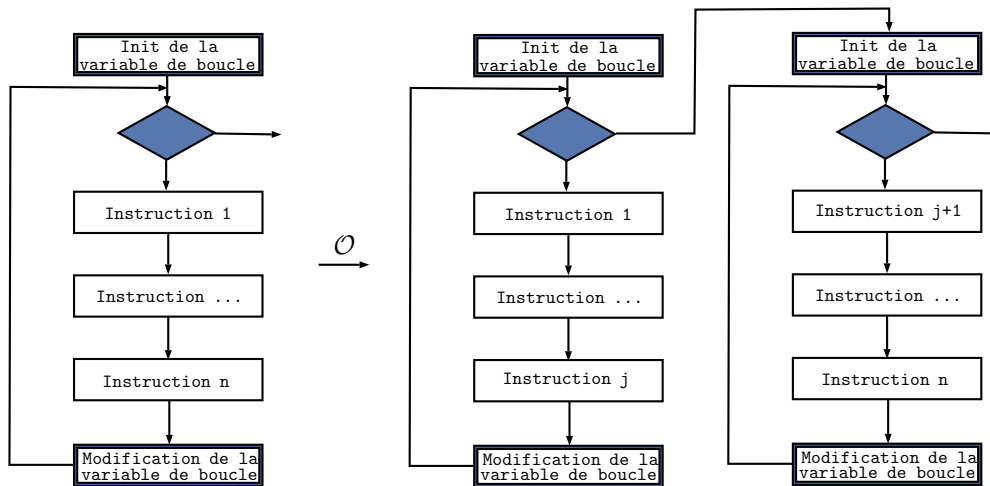 Init de la
variable de boucle
Instruction 1
Instruction ...
Instruction n
Modification de la
variable de boucle
𝒪
Init de la
variable de boucle
Instruction 1
Instruction ...
Instruction j
Modification de la
variable de boucle
Init de la
variable de boucle
Instruction j+1
Instruction ...
Instruction n
Modification de la
variable de boucle